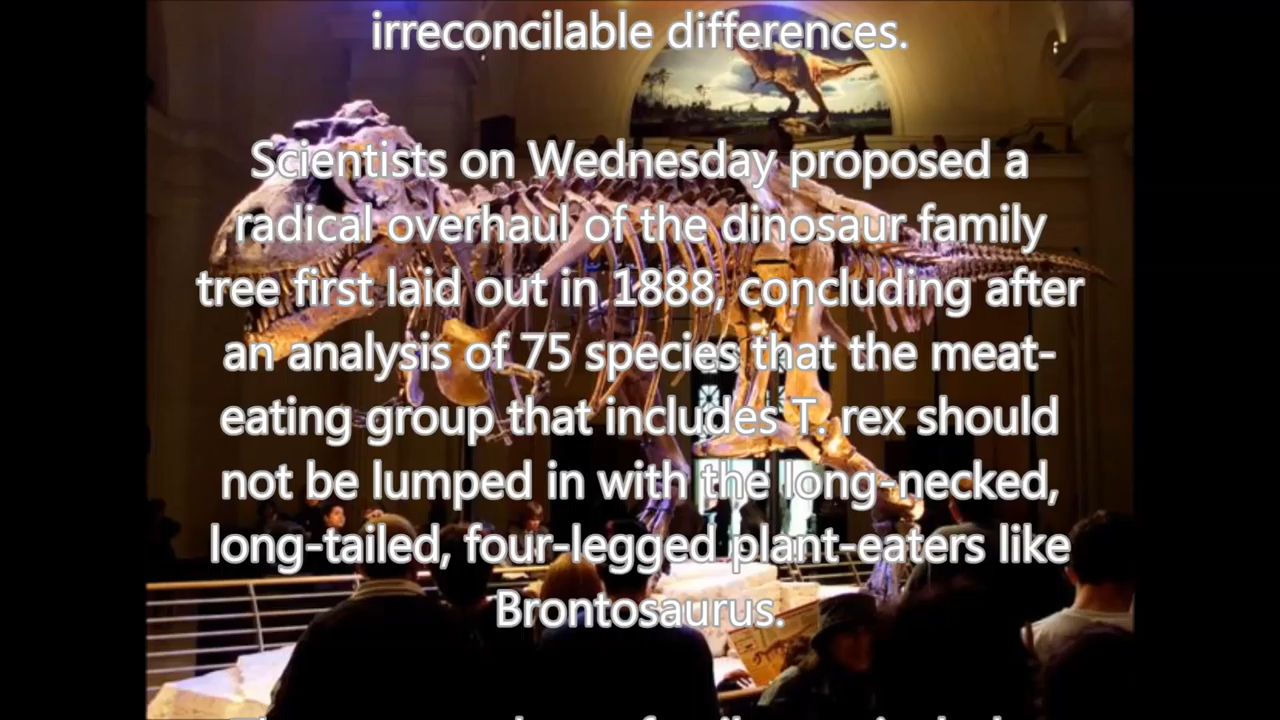 irreconcilable differences.
Scientists on Wednesday proposed a
radical overhaul of the dinosaur family
tree first laid out in 1888, concluding after
an analysis of 75 species that the meat-
eating group that includes T. rex should
not be lumped in with the long-necked,
long-tailed, four-legged plant-eaters like
Brontosaurus.